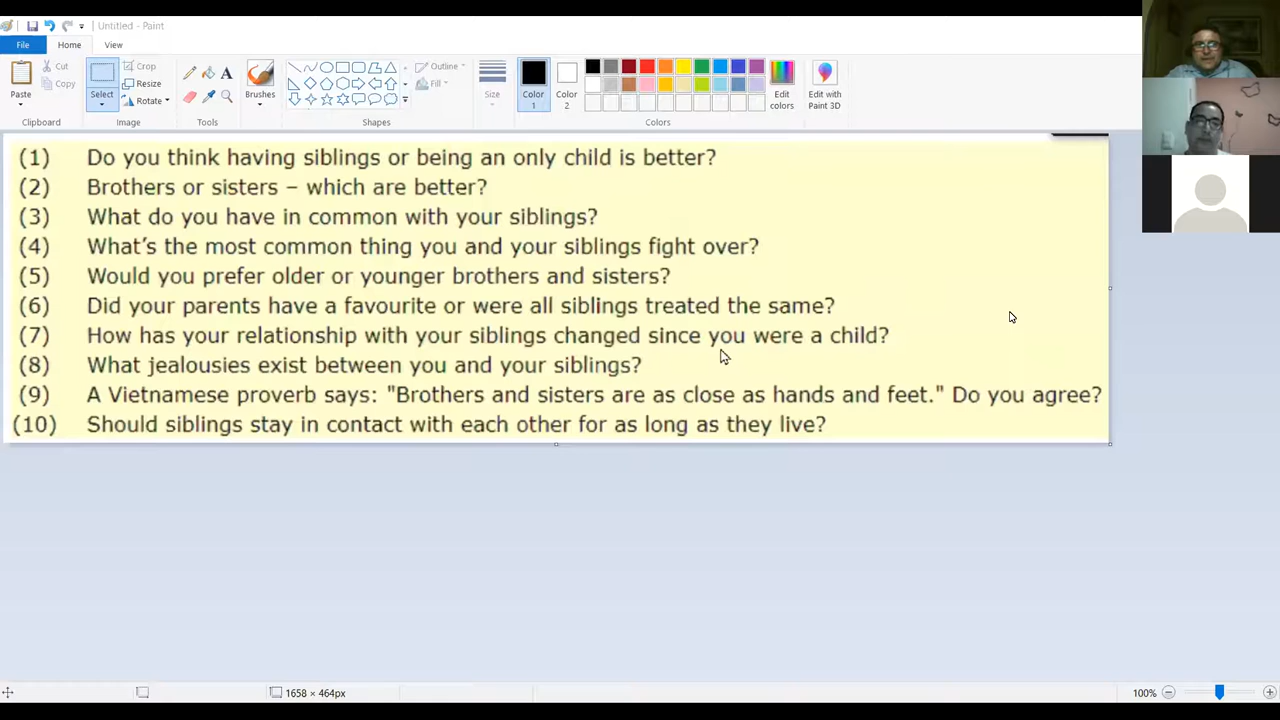 Untitled - Paint
File Home View
Paste
Cut
Copy
Clipboard
Select
Crop
Resize
Rotate
Image
Tools
Brushes
Shapes
Outline
Fill
Size
Color 1
Color 2
Edit colors
Colors
Edit with Paint 3D
(1) Do you think having siblings or being an only child is better?
(2) Brothers or sisters – which are better?
(3) What do you have in common with your siblings?
(4) What's the most common thing you and your siblings fight over?
(5) Would you prefer older or younger brothers and sisters?
(6) Did your parents have a favourite or were all siblings treated the same?
(7) How has your relationship with your siblings changed since you were a child?
(8) What jealousies exist between you and your siblings?
(9) A Vietnamese proverb says: "Brothers and sisters are as close as hands and feet." Do you agree?
(10) Should siblings stay in contact with each other for as long as they live?
1658 × 464px
100%